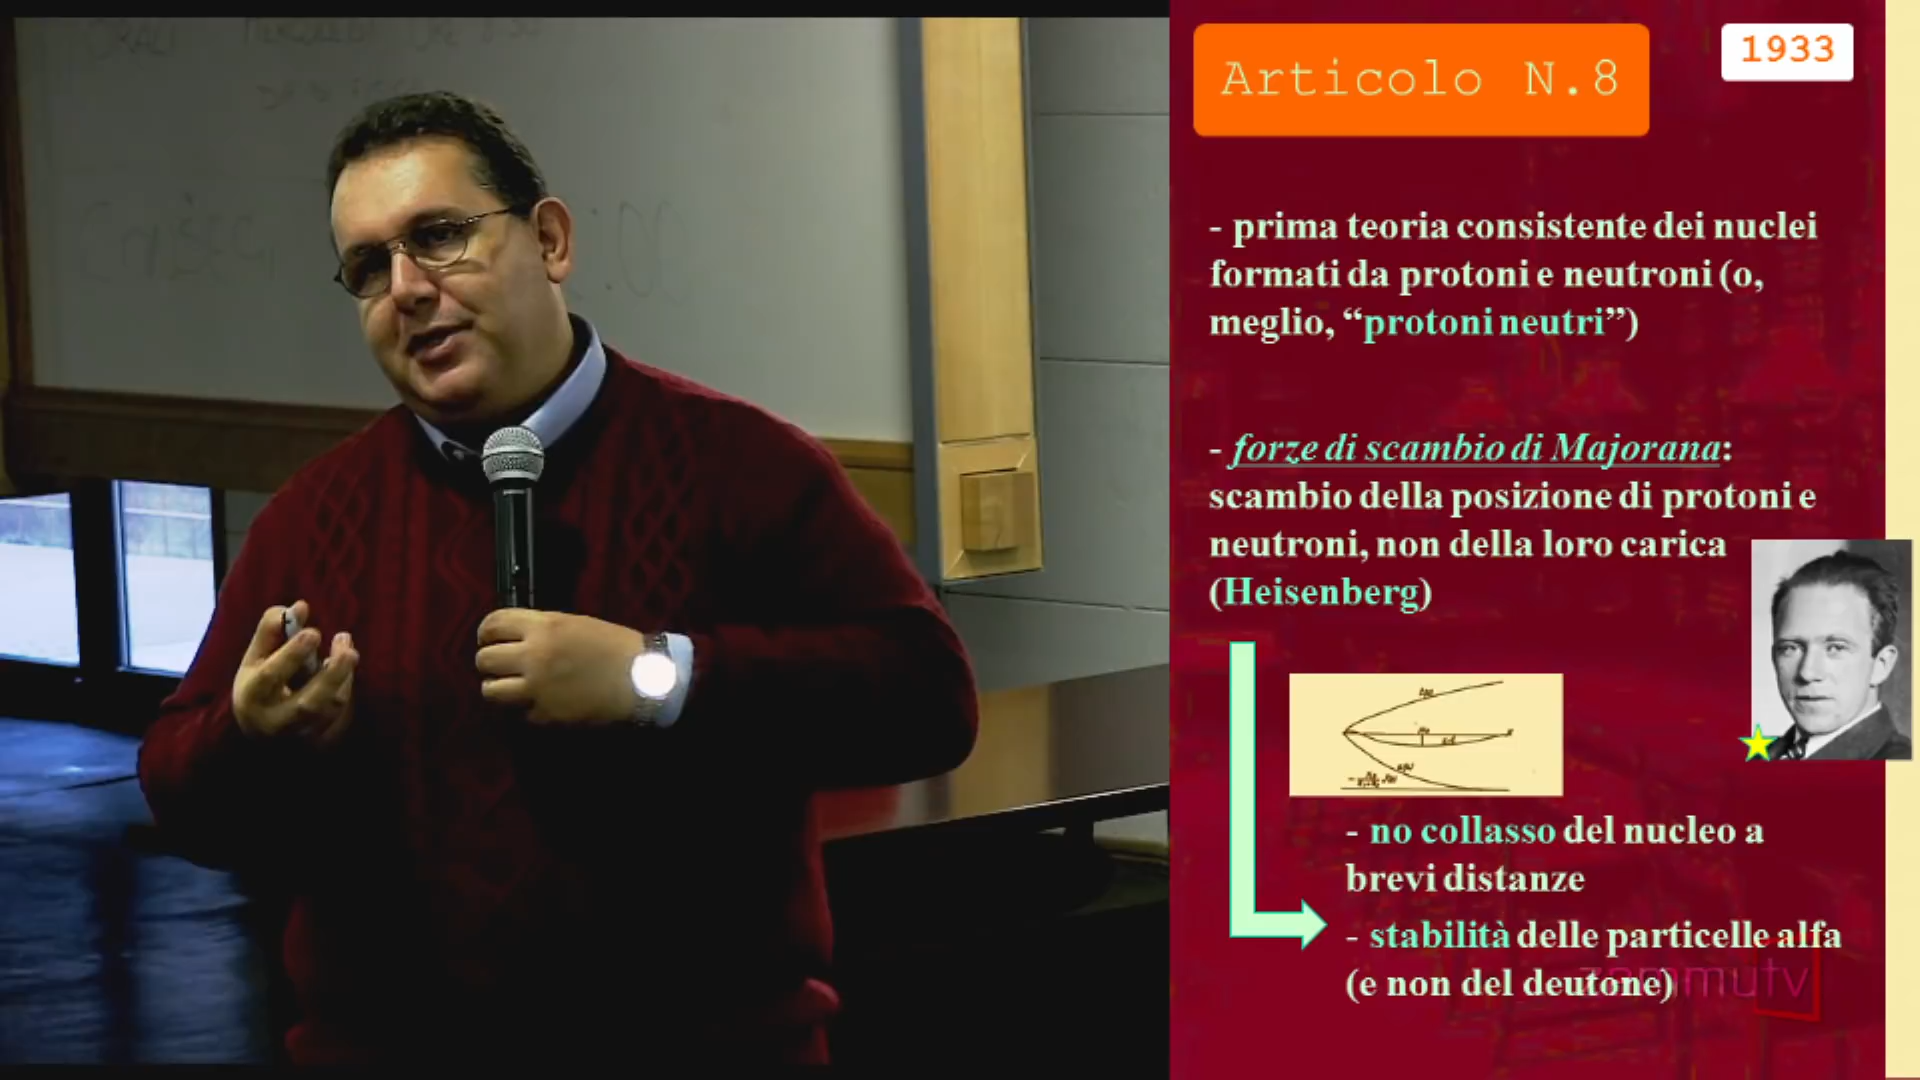 Articolo N.8
1933
- prima teoria consistente dei nuclei
formati da protoni e neutroni (o,
meglio, “protoni neutri”)
- forze di scambio di Majorana:
scambio della posizione di protoni e
neutroni, non della loro carica
(Heisenberg)
- no collasso del nucleo a
brevi distanze
- stabilità delle particelle alfa
(e non del deutone)
zammutv